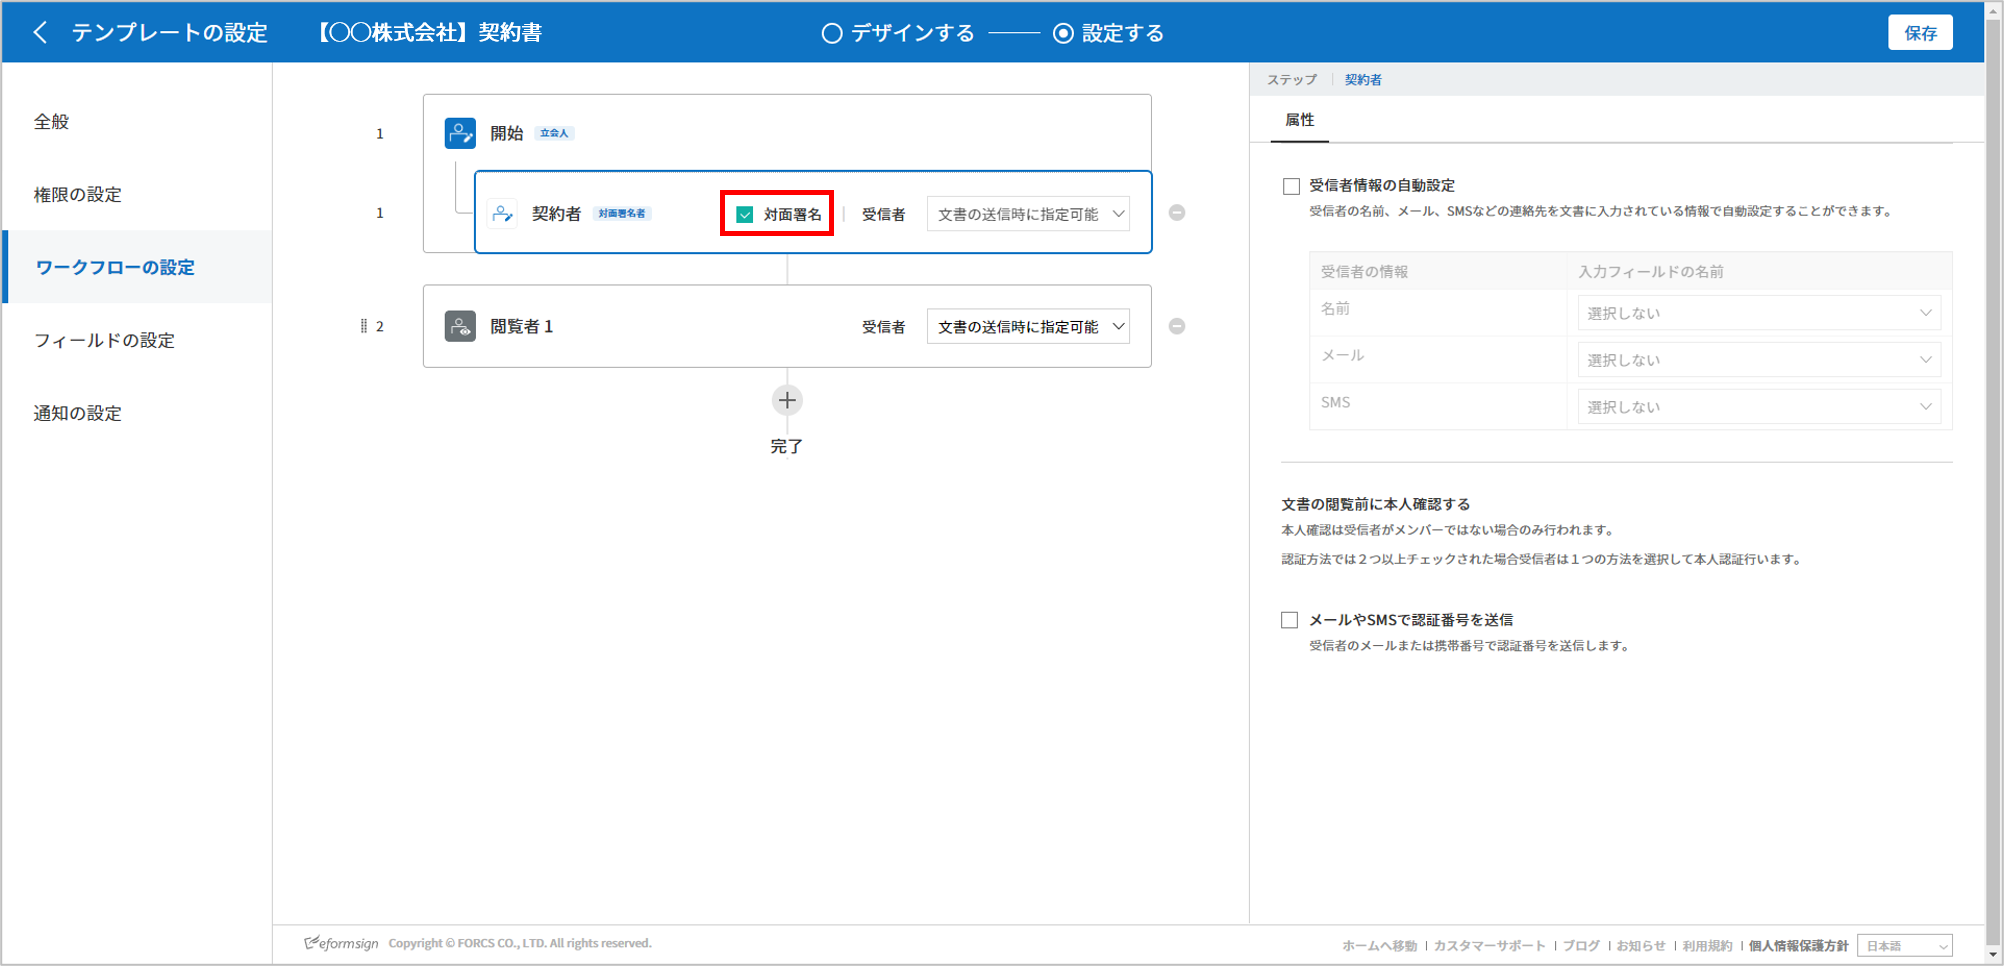 テンプレートの設定
【〇〇株式会社】契約書
デザインする
設定する
保存
全般
権限の設定
ワークフローの設定
フィールドの設定
通知の設定
1
開始
立会人
1
契約者
対面署名者
対面署名
受信者
文書の送信時に指定可能
2
閲覧者 1
受信者
文書の送信時に指定可能
完了
ステップ
契約者
属性
受信者情報の自動設定
受信者の名前、メール、SMSなどの連絡先を文書に入力されている情報で自動設定することができます。
受信者の情報
入力フィールドの名前
名前
選択しない
メール
選択しない
SMS
選択しない
文書の閲覧前に本人確認する
本人確認は受信者がメンバーではない場合のみ行われます。
認証方法では２つ以上チェックされた場合受信者は１つの方法を選択して本人認証行います。
メールやSMSで認証番号を送信
受信者のメールまたは携帯番号で認証番号を送信します。
eformsign
Copyright © FORCS CO., LTD. All rights reserved.
ホームへ移動 | カスタマーサポート | ブログ | お知らせ | 利用規約 | 個人情報保護方針
日本語